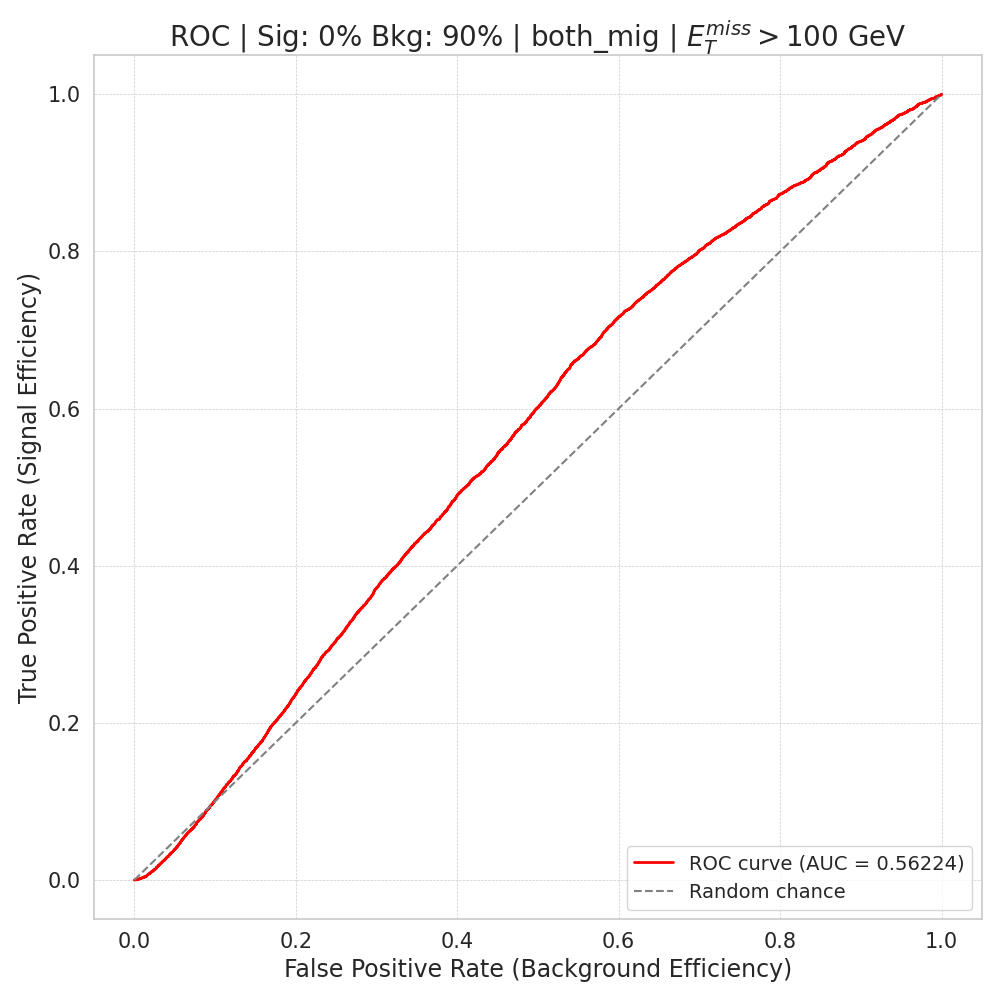 ROC | Sig: 0% Bkg: 90% | both_mig | $E_T^{miss} > 100$ GeV
1.0
0.8
0.6
0.4
0.2
0.0
True Positive Rate (Signal Efficiency)
ROC curve (AUC = 0.56224)
Random chance
0.0 0.2 0.4 0.6 0.8 1.0
False Positive Rate (Background Efficiency)